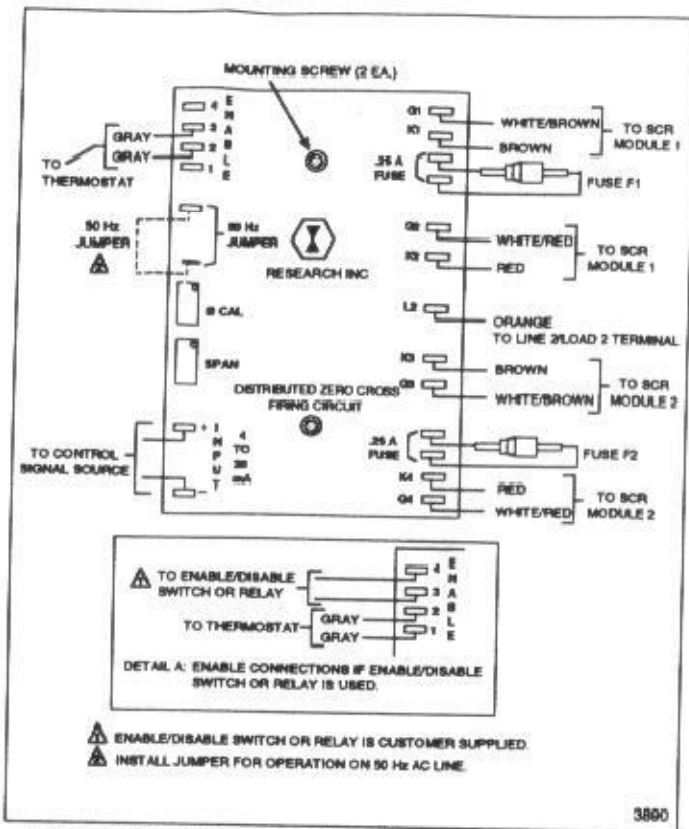 MOUNTING SCREW (2 EA.)
4
3
2
1
ENABLE
GRAY
GRAY
TO
THERMOSTAT
50 Hz
JUMPER
JUMPER
RESEARCH INC
CAL
SPAN
DISTRIBUTED ZERO CROSS
FIRING CIRCUIT
TO CONTROL
SIGNAL SOURCE
+
INPUT
-
4
TO
20
mA
G1
WHITE/BROWN
K1
BROWN
TO SCR
MODULE 1
.25 A
FUSE
FUSE F1
G2
WHITE/RED
K2
RED
TO SCR
MODULE 1
L2
ORANGE
TO LINE 2/LOAD 2 TERMINAL
K3
BROWN
G3
WHITE/BROWN
TO SCR
MODULE 2
.25 A
FUSE
FUSE F2
K4
RED
G4
WHITE/RED
TO SCR
MODULE 2
TO ENABLE/DISABLE
SWITCH OR RELAY
4
3
2
1
ENABLE
TO THERMOSTAT
GRAY
GRAY
DETAIL A: ENABLE CONNECTIONS IF ENABLE/DISABLE
SWITCH OR RELAY IS USED.
ENABLE/DISABLE SWITCH OR RELAY IS CUSTOMER SUPPLIED.
INSTALL JUMPER FOR OPERATION ON 50 Hz AC LINE.
3890